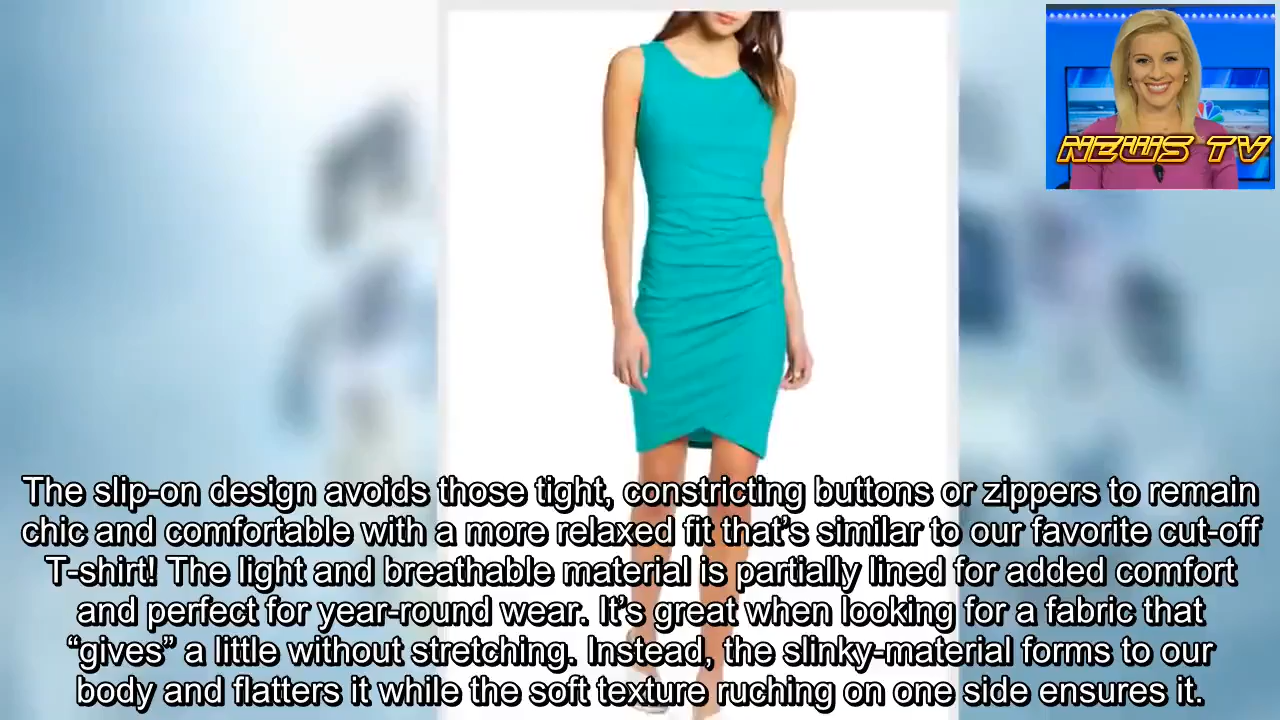 NEWS TV
The slip-on design avoids those tight, constricting buttons or zippers to remain
chic and comfortable with a more relaxed fit that’s similar to our favorite cut-off
T-shirt! The light and breathable material is partially lined for added comfort
and perfect for year-round wear. It’s great when looking for a fabric that
“gives” a little without stretching. Instead, the slinky-material forms to our
body and flatters it while the soft texture ruching on one side ensures it.